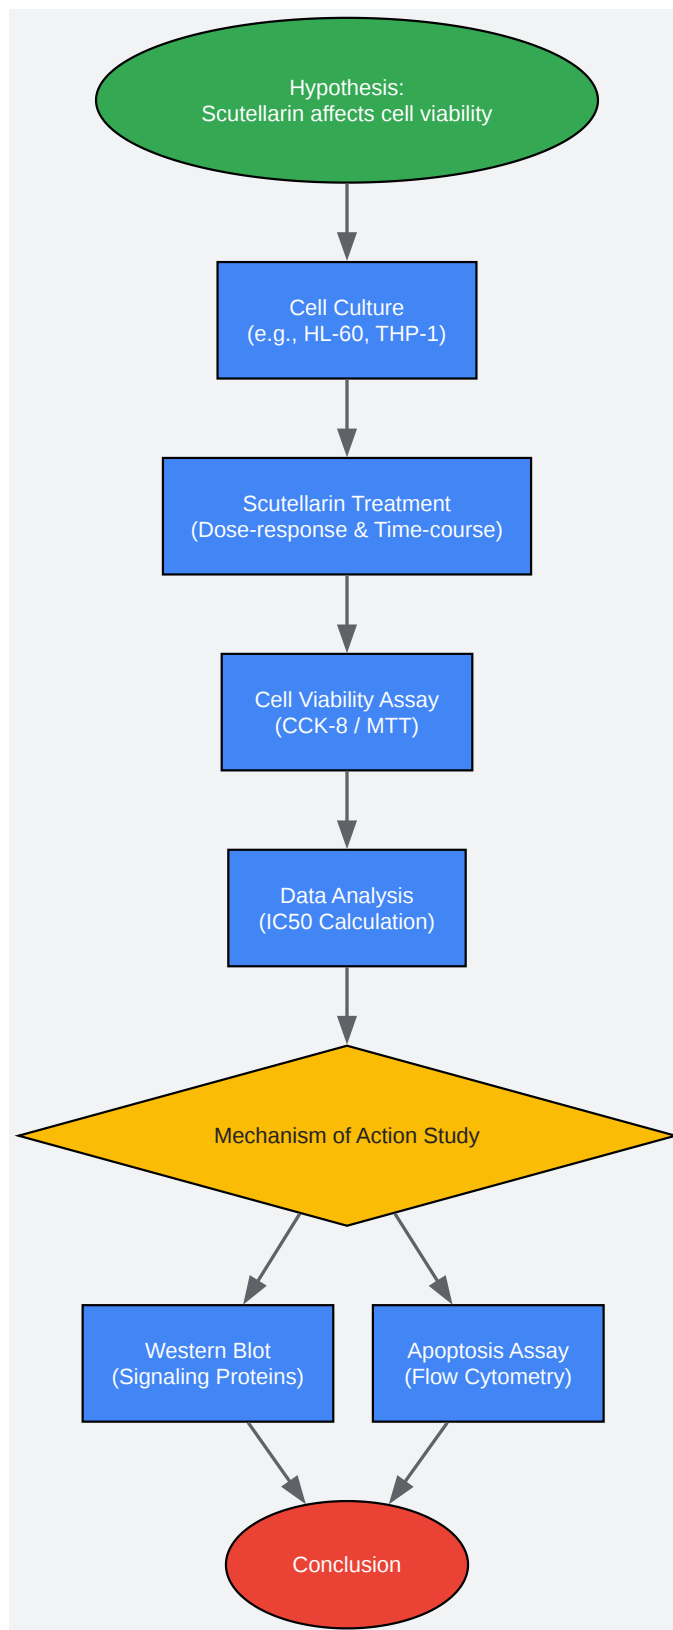 Hypothesis:
Scutellarin affects cell viability
Cell Culture
(e.g., HL-60, THP-1)
Scutellarin Treatment
(Dose-response & Time-course)
Cell Viability Assay
(CCK-8 / MTT)
Data Analysis
(IC50 Calculation)
Mechanism of Action Study
Western Blot
(Signaling Proteins)
Apoptosis Assay
(Flow Cytometry)
Conclusion